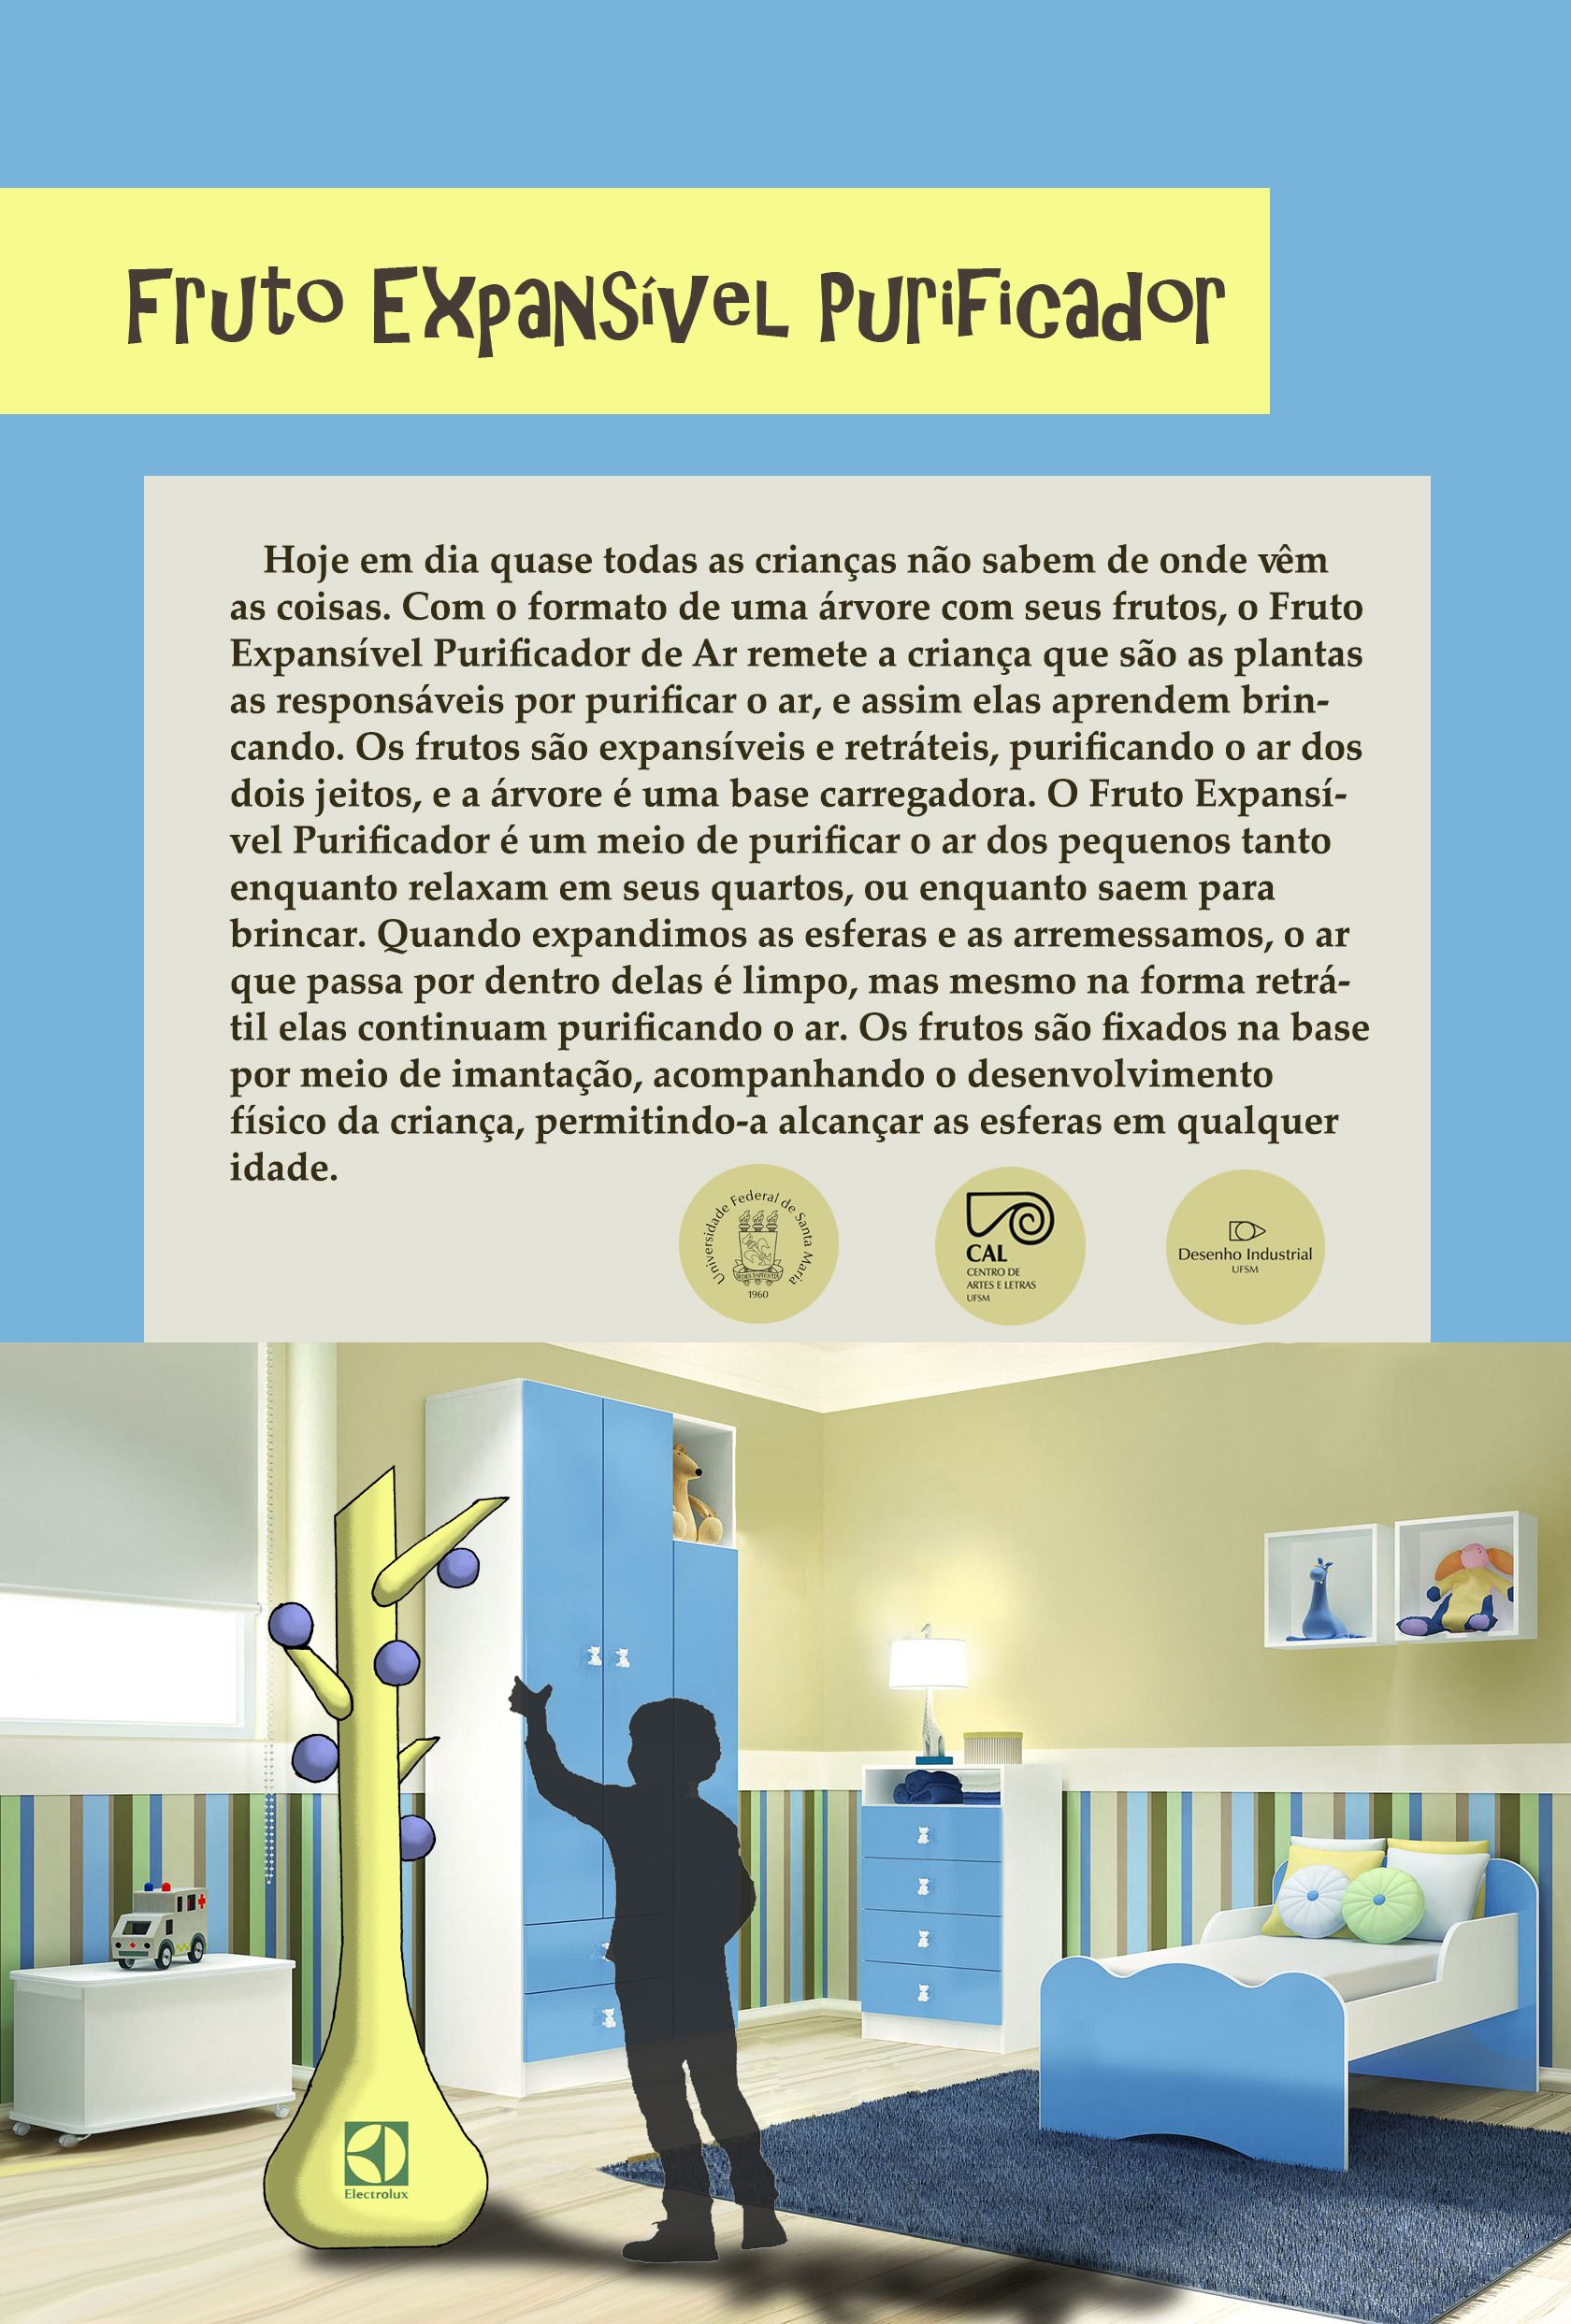 Fruto Expansível Purificador
Hoje em dia quase todas as crianças não sabem de onde vêm
as coisas. Com o formato de uma árvore com seus frutos, o Fruto
Expansível Purificador de Ar remete a criança que são as plantas
as responsáveis por purificar o ar, e assim elas aprendem brin-
cando. Os frutos são expansíveis e retráteis, purificando o ar dos
dois jeitos, e a árvore é uma base carregadora. O Fruto Expansí-
vel Purificador é um meio de purificar o ar dos pequenos tanto
enquanto relaxam em seus quartos, ou enquanto saem para
brincar. Quando expandimos as esferas e as arremessamos, o ar
que passa por dentro delas é limpo, mas mesmo na forma retrá-
til elas continuam purificando o ar. Os frutos são fixados na base
por meio de imantação, acompanhando o desenvolvimento
físico da criança, permitindo-a alcançar as esferas em qualquer
idade.
Universidade Federal de Santa Maria
SEDES SAPIENTIAE
1960
CAL
CENTRO DE
ARTES E LETRAS
UFSM
Desenho Industrial
UFSM
Electrolux